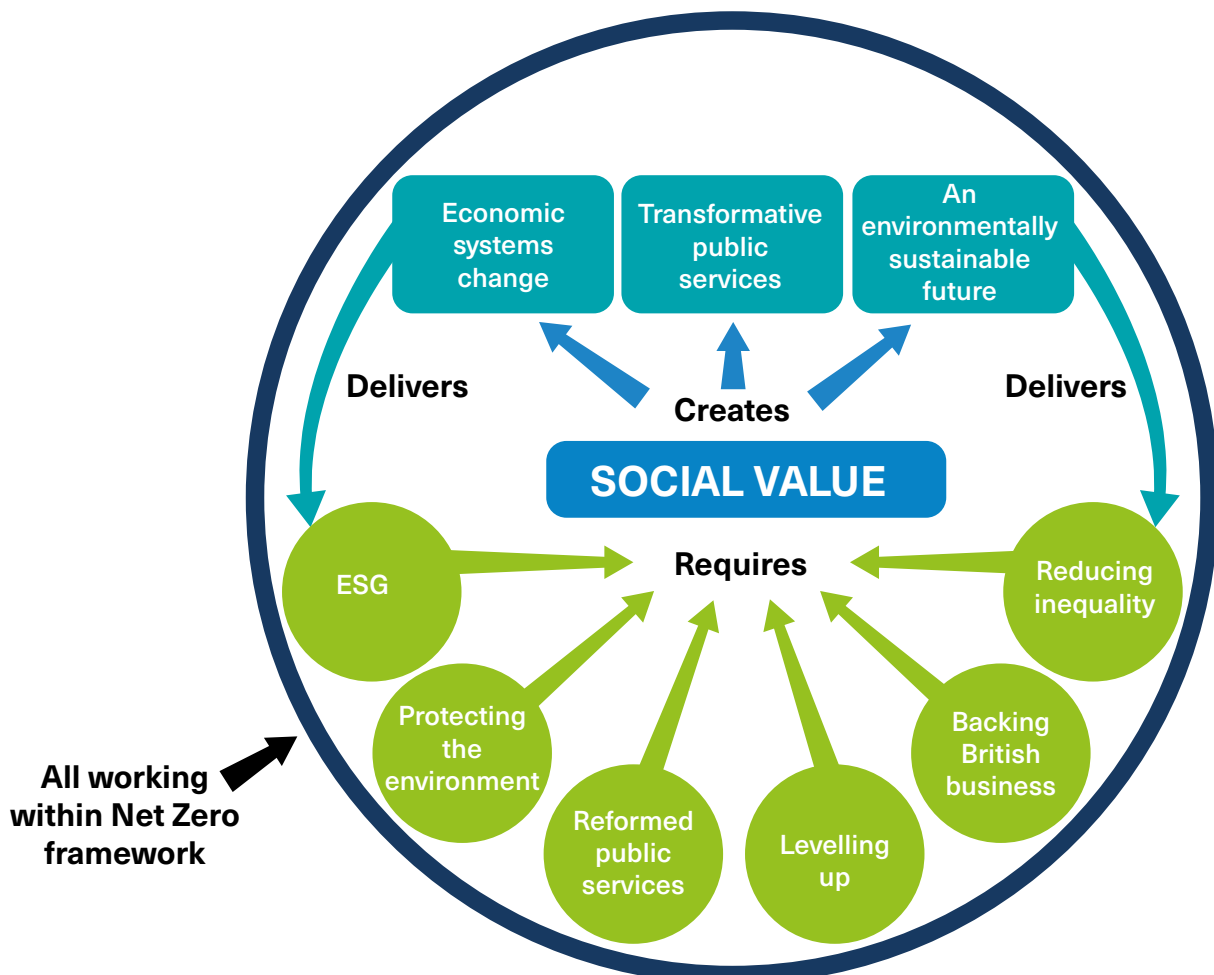 Economic
systems
change
Transformative
public
services
An
environmentally
sustainable
future
Delivers
Delivers
Creates
SOCIAL VALUE
Requires
ESG
Reducing
inequality
Protecting
the
environment
Backing
British
business
Reformed
public
services
Levelling
up
All working
within Net Zero
framework